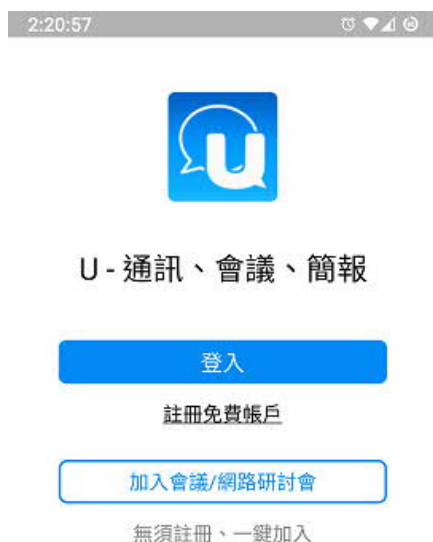 2:20:57
U
U - 通訊、會議、簡報
登入
註冊免費帳戶
加入會議/網路研討會
無須註冊、一鍵加入